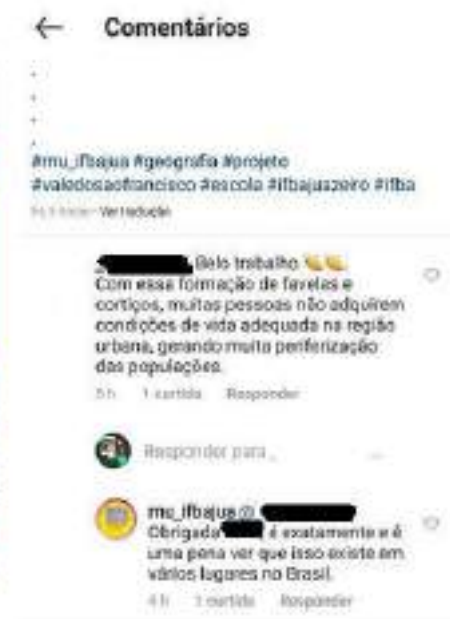 ← Comentários
.
.
.
.
#mu_ifbajua #geografia #projeto
#valedosaofrancisco #escola #ifbajuazeiro #ifba
Ver tradução
Belo trabalho 👏👏
Com essa formação de favelas e
cortiços, muitas pessoas não adquirem
condições de vida adequada na região
urbana, gerando muita periferização
das populações.
5 h 1 curtida Responder
Responder para
mu_ifbajua @
Obrigada é exatamente e é
uma pena ver que isso existe em
vários lugares no Brasil.
4 h 1 curtida Responder